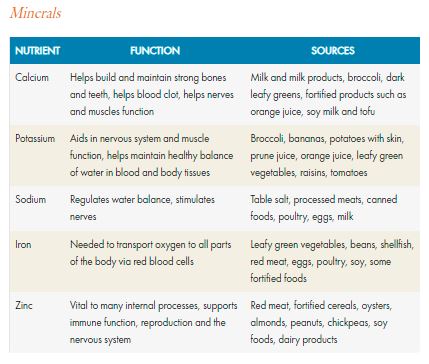 Mincrals
NUTRIENT FUNCTION SOURCES
Calcium Helps build and maintain strong bones Milk and milk products, broccoli, dark
and teeth, helps blood clot, helps nerves leafy greens, fortified products such as
and muscles function orange juice, soy milk and tofu
Potassium Aids in nervous system and muscle Broccoli, bananas, potatoes with skin,
function, helps maintain healthy balance prune juice, orange juice, leafy green
of water in blood and body tissues vegetables, raisins, tomatoes
Sodium Regulates water balance, stimulates Table salt, processed meats, canned
nerves foods, poultry, eggs, milk
Iron Needed to transport oxygen to all parts Leafy green vegetables, beans, shellfish,
of the body via red blood cells red meat, eggs, poultry, soy, some
fortified foods
Zinc Vital to many internal processes, supports Red meat, fortified cereals, oysters,
immune function, reproduction and the almonds, peanuts, chickpeas, soy
nervous system foods, dairy products